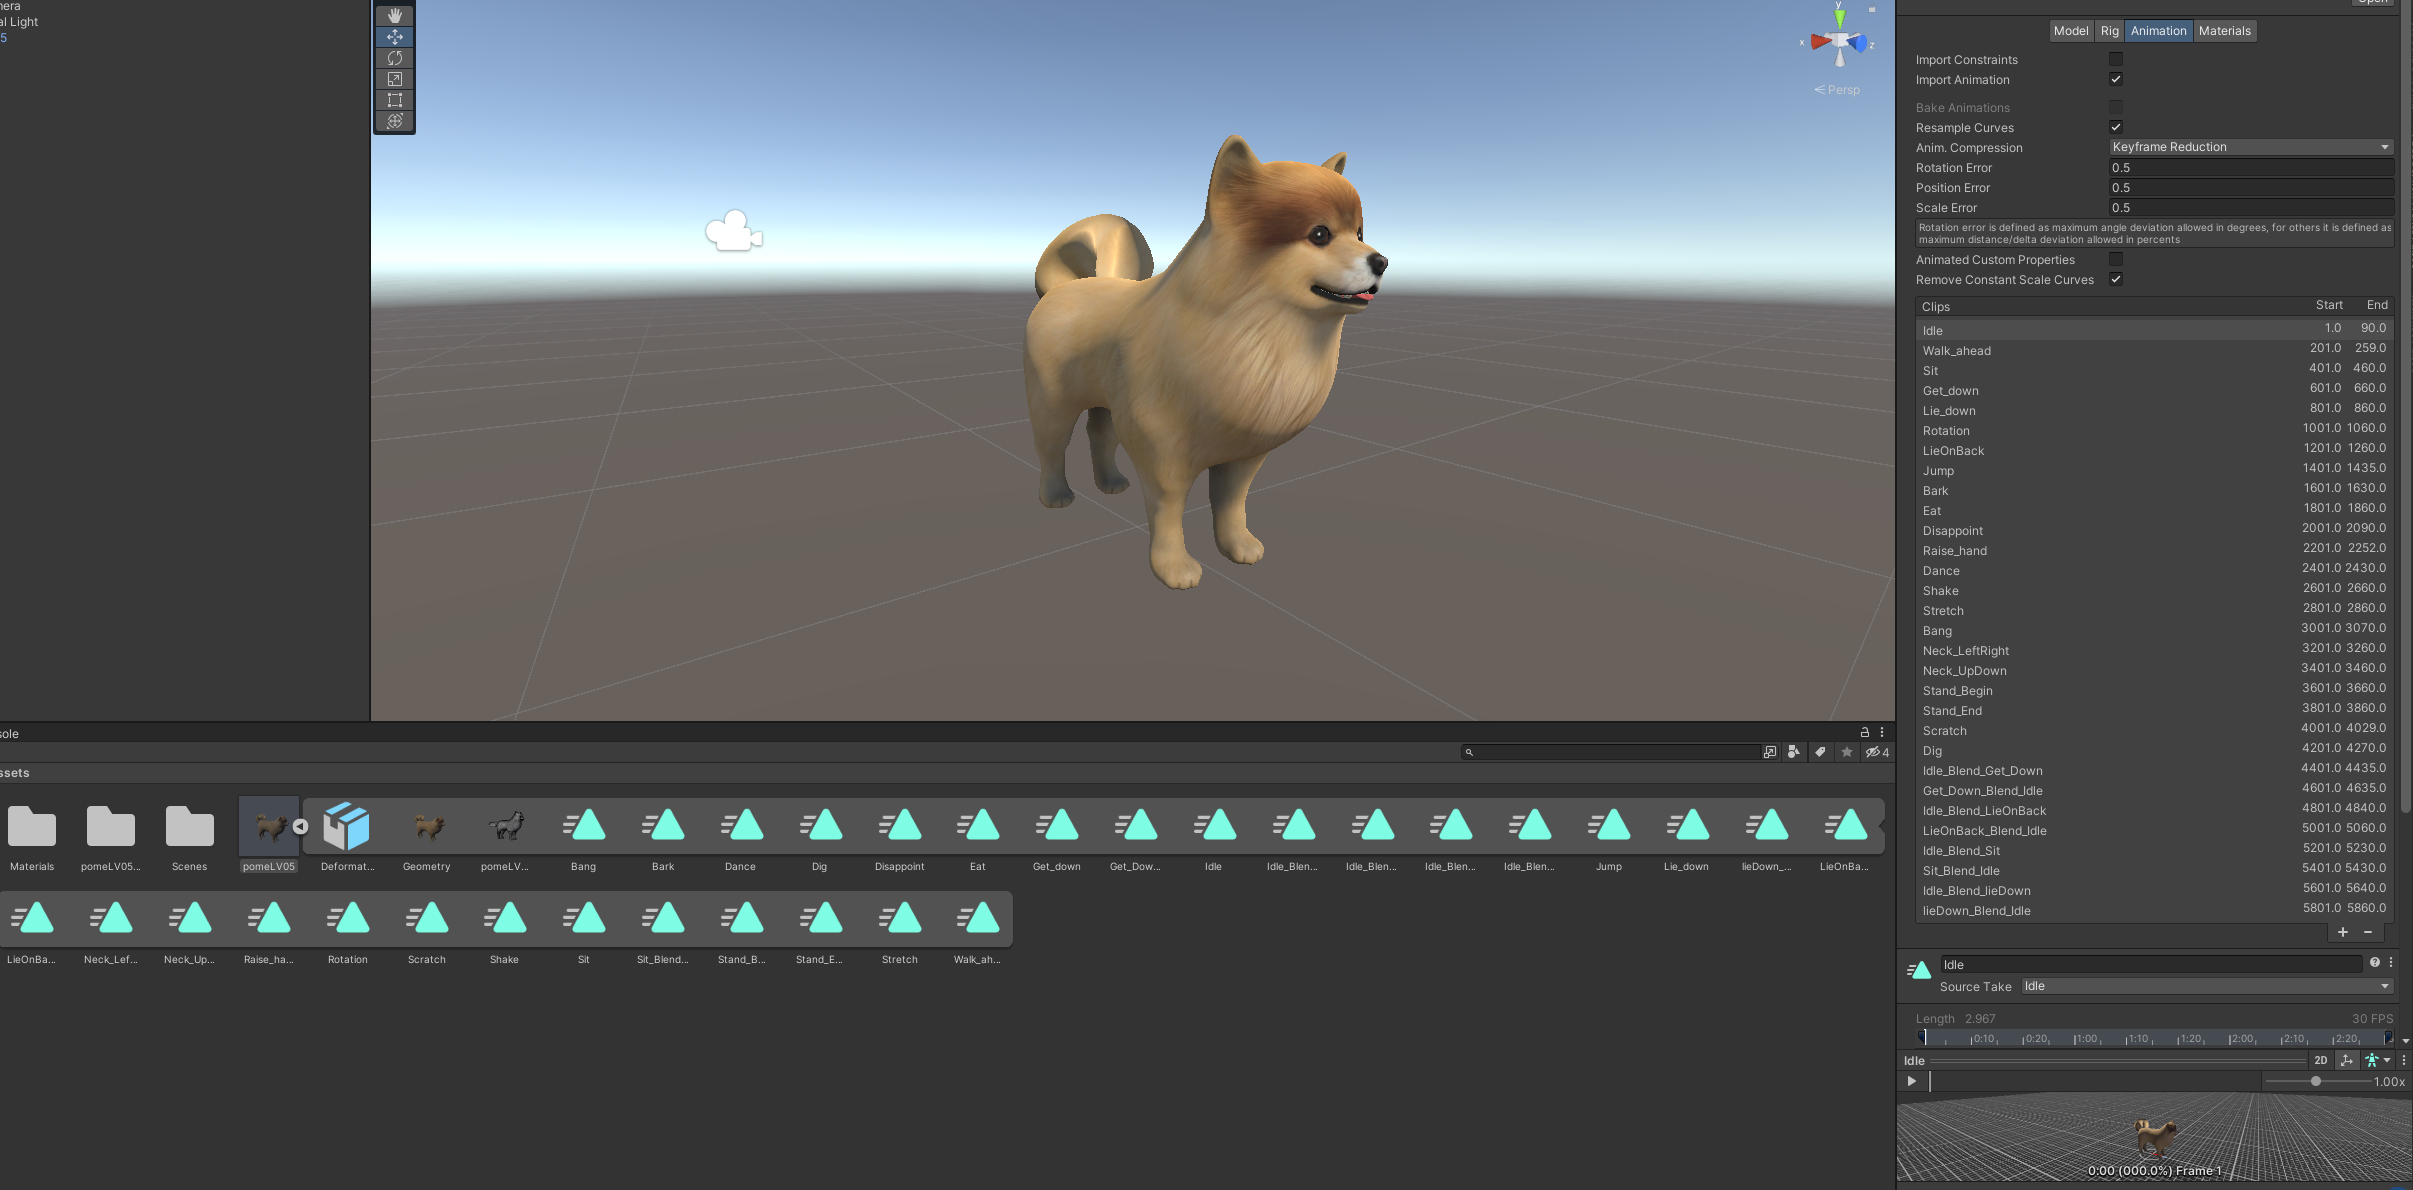 nera
al Light
5
y
x
z
Persp
Open
Model Rig Animation Materials
Import Constraints
Import Animation
Bake Animations
Resample Curves
Anim. Compression Keyframe Reduction
Rotation Error 0.5
Position Error 0.5
Scale Error 0.5
Rotation error is defined as maximum angle deviation allowed in degrees, for others it is defined as
maximum distance/delta deviation allowed in percents
Animated Custom Properties
Remove Constant Scale Curves
Clips Start End
Idle 1.0 90.0
Walk_ahead 201.0 259.0
Sit 401.0 460.0
Get_down 601.0 660.0
Lie_down 801.0 860.0
Rotation 1001.0 1060.0
LieOnBack 1201.0 1260.0
Jump 1401.0 1435.0
Bark 1601.0 1630.0
Eat 1801.0 1860.0
Disappoint 2001.0 2090.0
Raise_hand 2201.0 2252.0
Dance 2401.0 2430.0
Shake 2601.0 2660.0
Stretch 2801.0 2860.0
Bang 3001.0 3070.0
Neck_LeftRight 3201.0 3260.0
Neck_UpDown 3401.0 3460.0
Stand_Begin 3601.0 3660.0
Stand_End 3801.0 3860.0
Scratch 4001.0 4029.0
Dig 4201.0 4270.0
Idle_Blend_Get_Down 4401.0 4435.0
Get_Down_Blend_Idle 4601.0 4635.0
Idle_Blend_LieOnBack 4801.0 4840.0
LieOnBack_Blend_Idle 5001.0 5060.0
Idle_Blend_Sit 5201.0 5230.0
Sit_Blend_Idle 5401.0 5430.0
Idle_Blend_lieDown 5601.0 5640.0
lieDown_Blend_Idle 5801.0 5860.0
+ −
Idle
Source Take Idle
Length 2.967 30 FPS
0:10 0:20 1:00 1:10 1:20 2:00 2:10 2:20
Idle 2D
1.00x
0:00 (000.0%) Frame 1
sole
4
ssets
Materials pomeLV05... Scenes pomeLV05 Deformat... Geometry pomeLV... Bang Bark Dance Dig Disappoint Eat Get_down Get_Dow... Idle Idle_Blen... Idle_Blen... Idle_Blen... Idle_Blen... Jump Lie_down lieDown_... LieOnBa...
LieOnBa... Neck_Lef... Neck_Up... Raise_ha... Rotation Scratch Shake Sit Sit_Blend... Stand_B... Stand_E... Stretch Walk_ah...